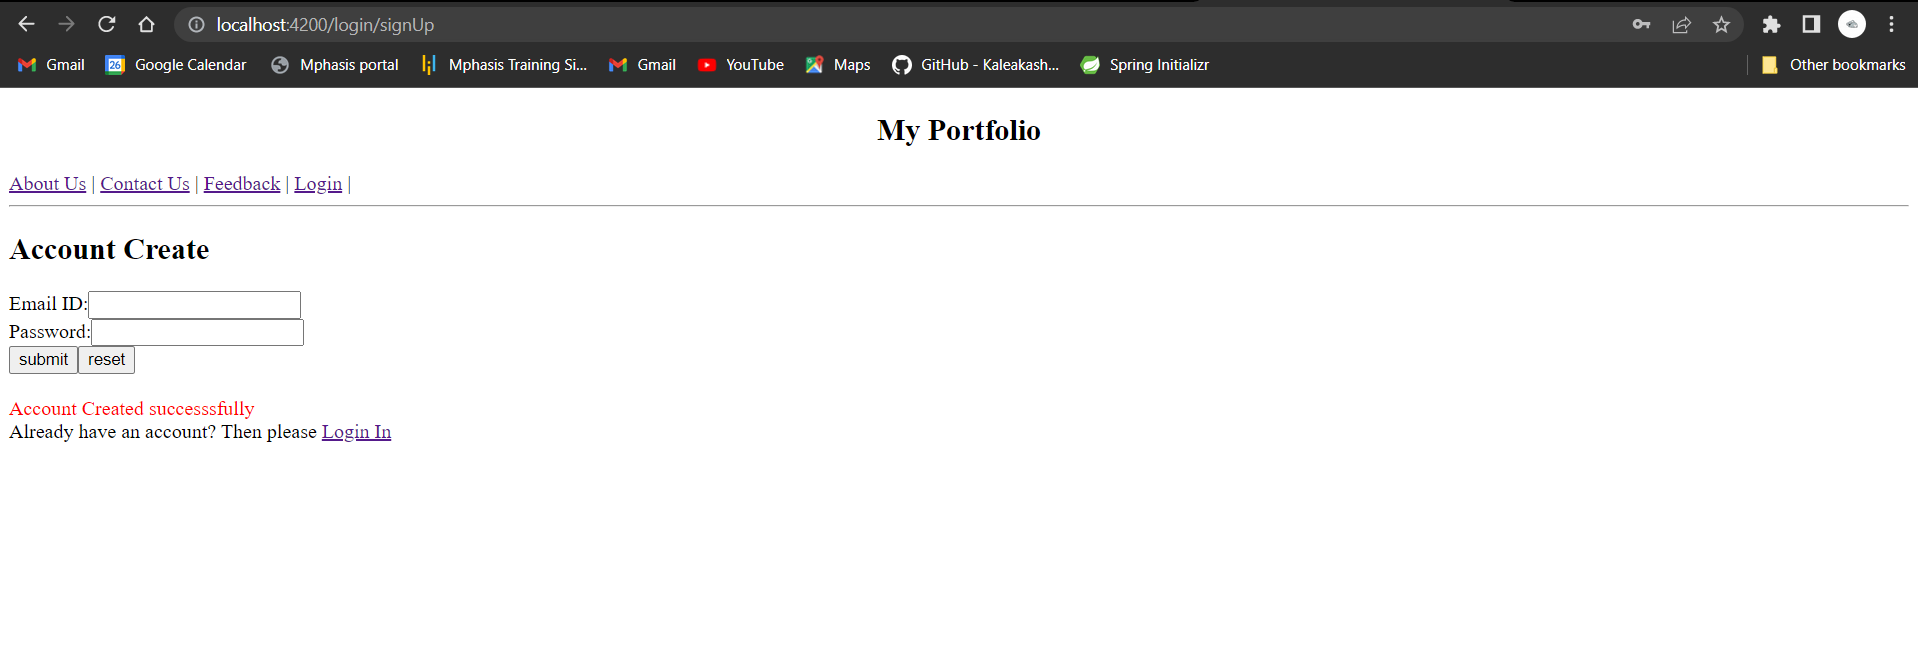 localhost:4200/login/signUp
Gmail 26 Google Calendar Mphasis portal Mphasis Training Si... Gmail YouTube Maps GitHub - Kaleakash... Spring Initializr Other bookmarks
My Portfolio
About Us | Contact Us | Feedback | Login |
Account Create
Email ID:
Password:
submit reset
Account Created successsfully
Already have an account? Then please Login In